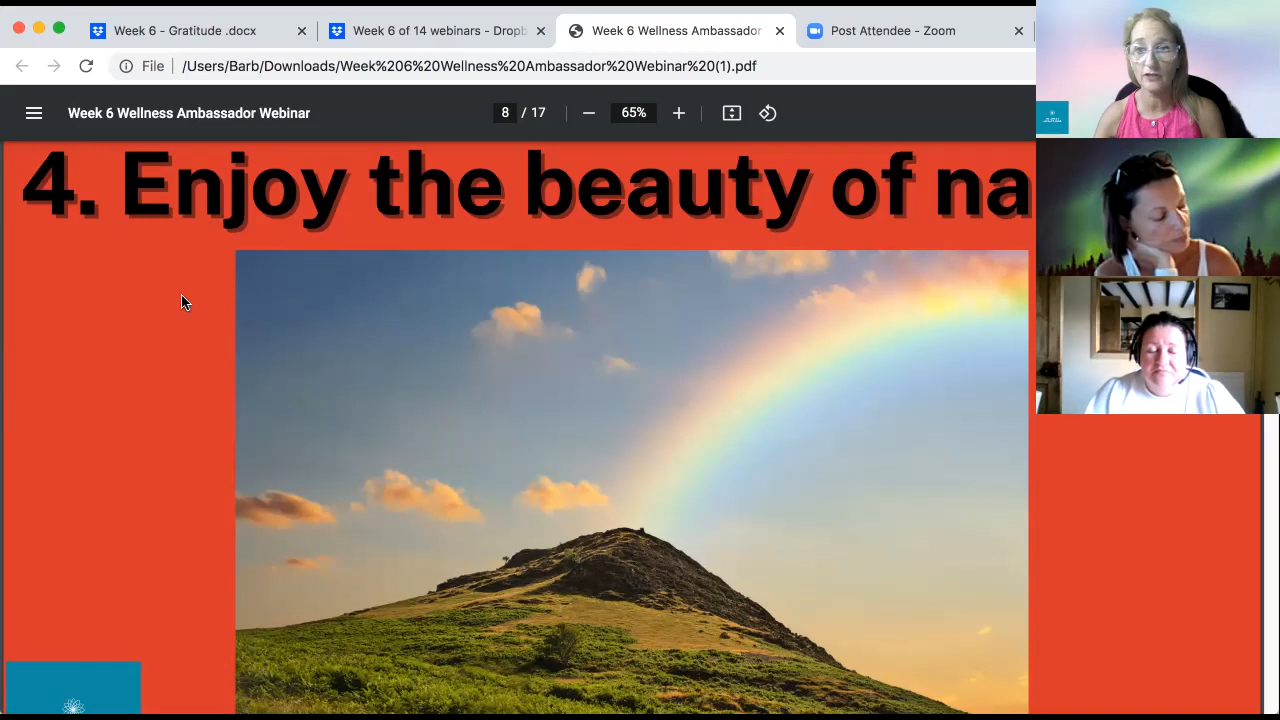 Week 6 - Gratitude .docx
Week 6 of 14 webinars - Dropb
Week 6 Wellness Ambassador
Post Attendee - Zoom
File
/Users/Barb/Downloads/Week%206%20Wellness%20Ambassador%20Webinar%20(1).pdf
Week 6 Wellness Ambassador Webinar
8 / 17
65%
4. Enjoy the beauty of na